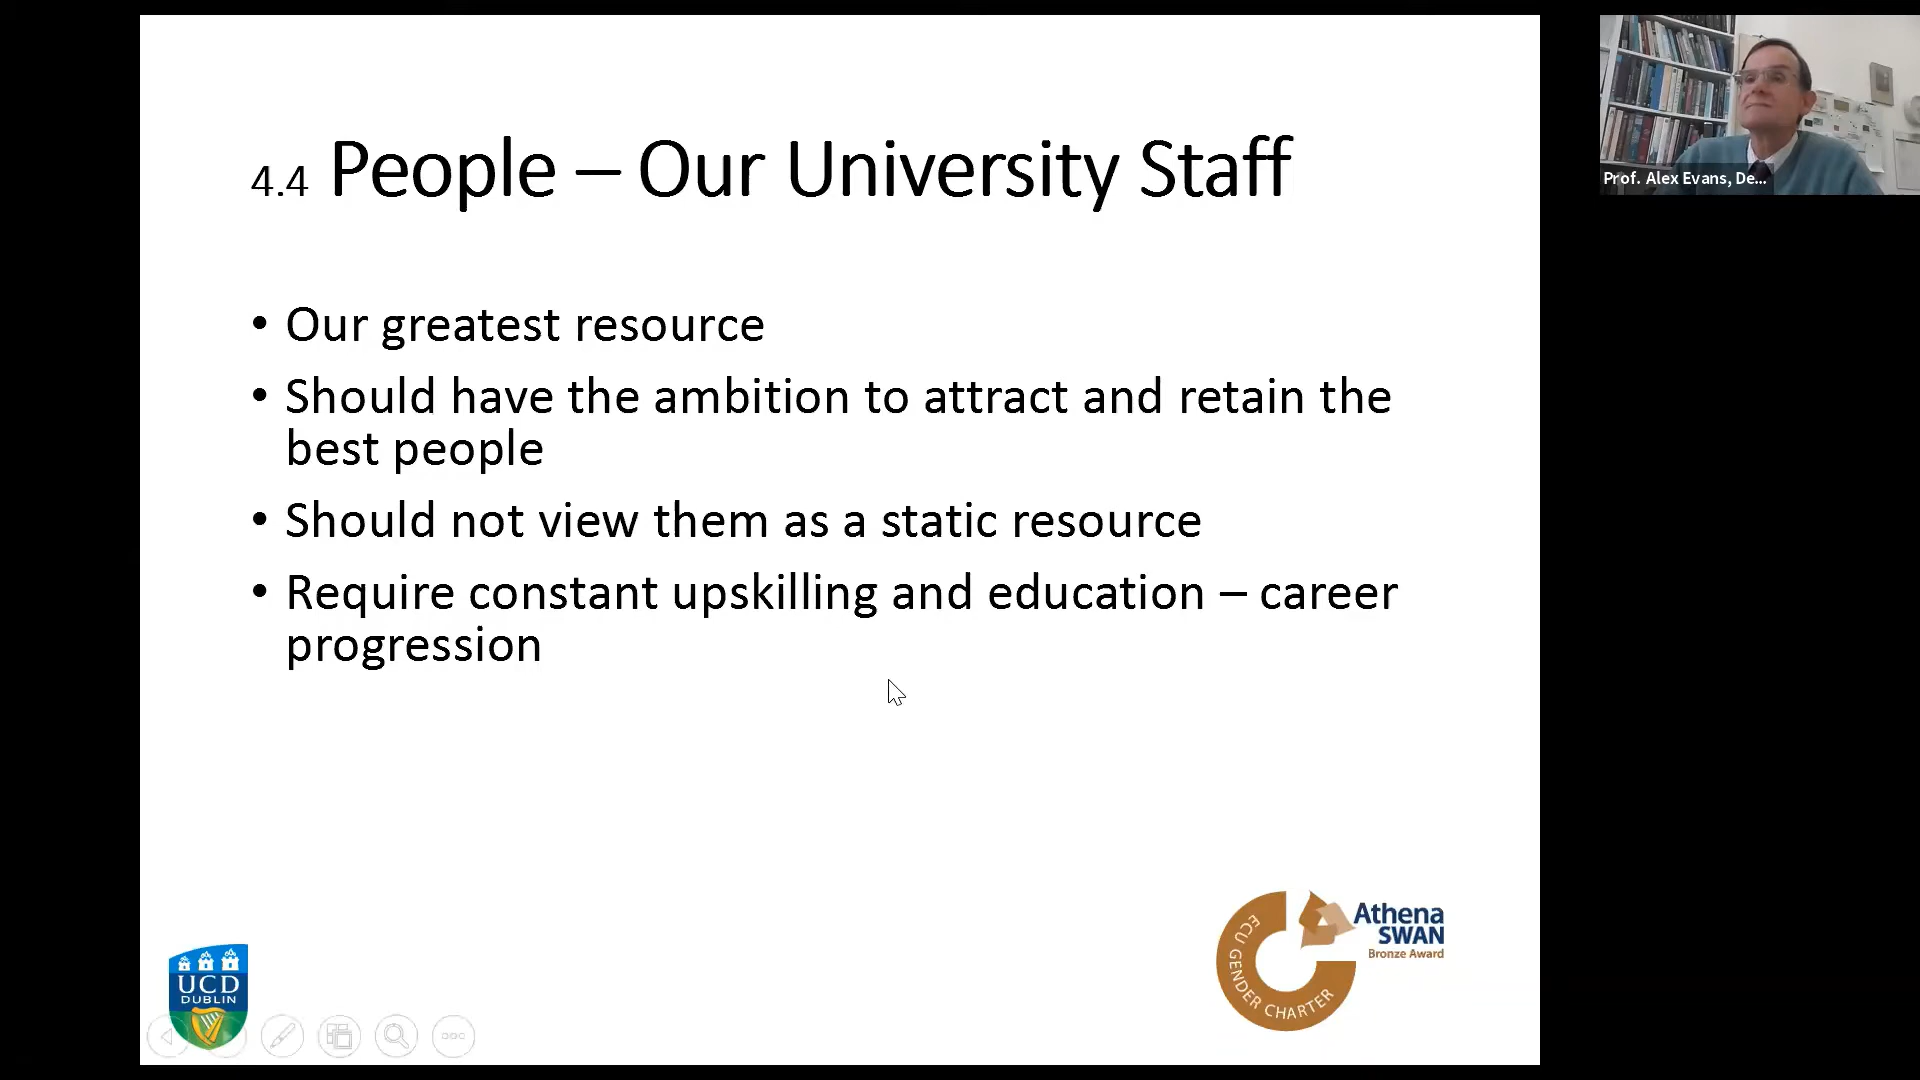 4.4 People – Our University Staff
• Our greatest resource
• Should have the ambition to attract and retain the
best people
• Should not view them as a static resource
• Require constant upskilling and education – career
progression
Prof. Alex Evans, De...
UCD
DUBLIN
ECU GENDER CHARTER
Athena
SWAN
Bronze Award